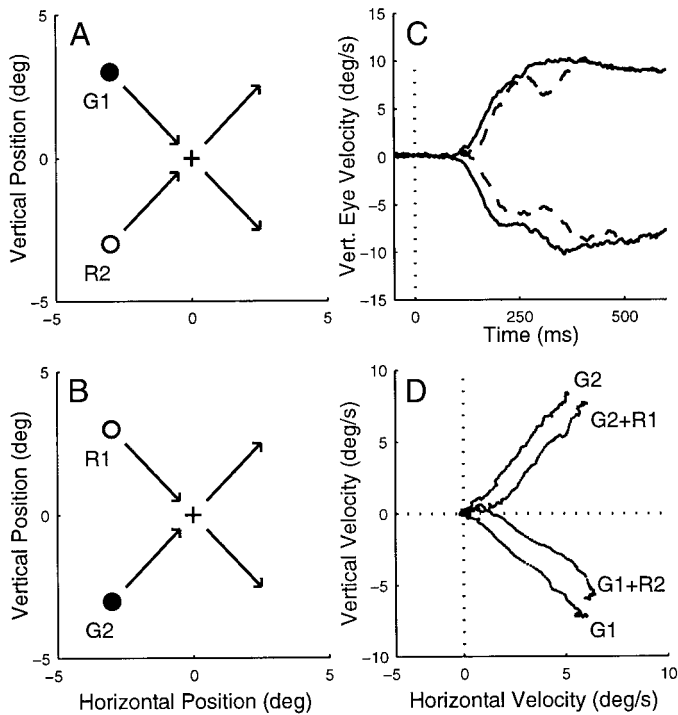 A
5
0
−5
Vertical Position (deg)
G1
R2
−5
0
5
C
15
10
5
0
−5
−10
−15
Vert. Eye Velocity (deg/s)
0
250
500
Time (ms)
B
5
0
−5
Vertical Position (deg)
R1
G2
−5
0
5
Horizontal Position (deg)
D
10
5
0
−5
−10
Vertical Velocity (deg/s)
G2
G2+R1
G1+R2
G1
−5
0
5
10
Horizontal Velocity (deg/s)